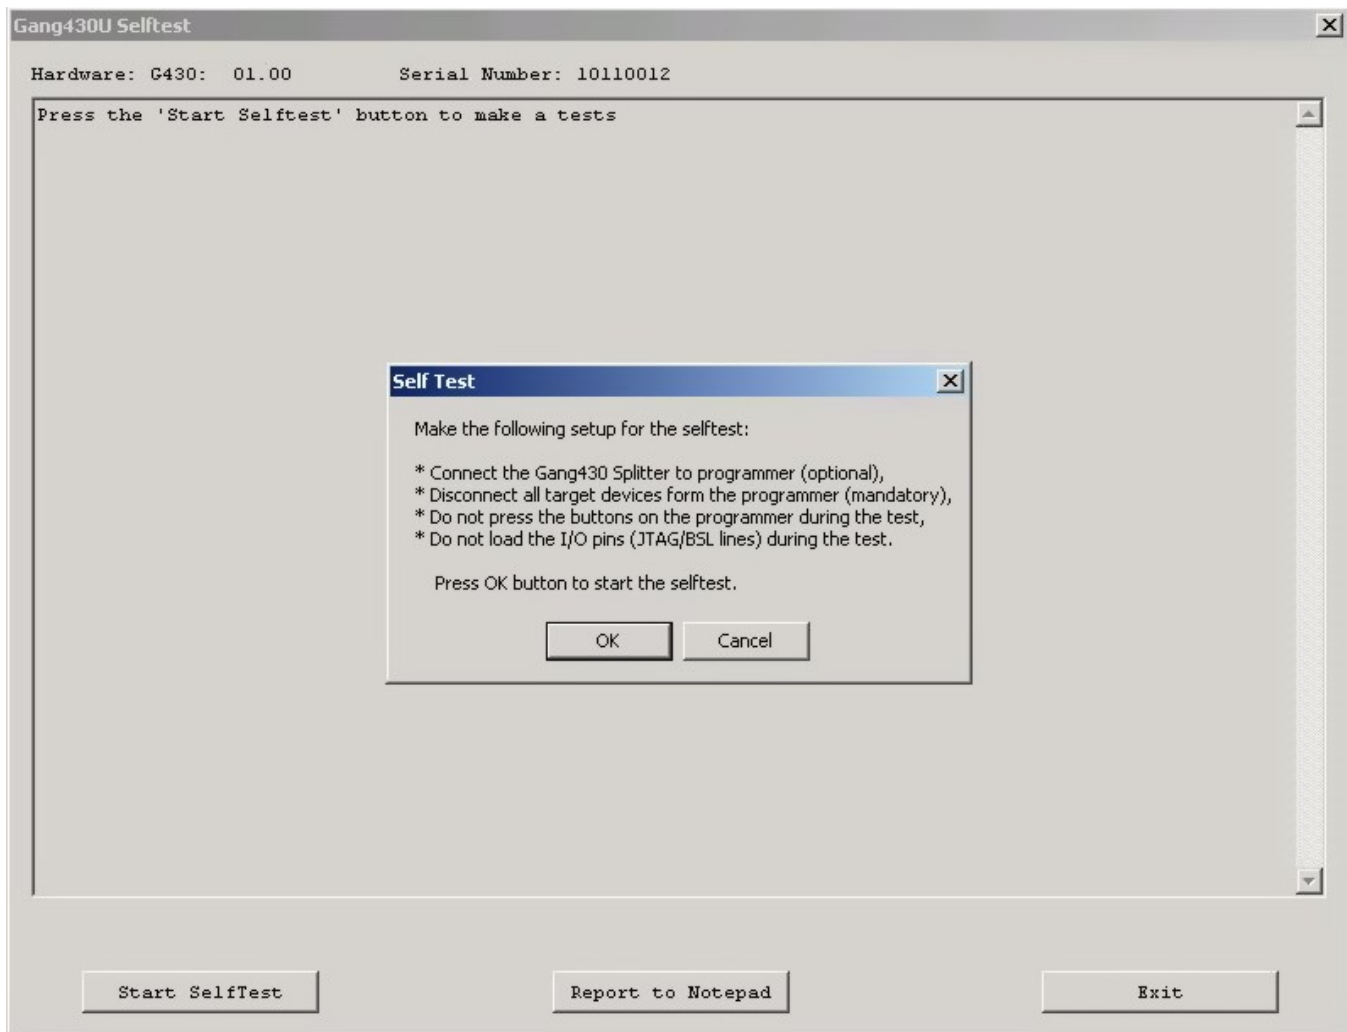 Gang430U Selftest
Hardware: G430: 01.00 Serial Number: 10110012
Press the 'Start Selftest' button to make a tests
Self Test
Make the following setup for the selftest:
* Connect the Gang430 Splitter to programmer (optional),
* Disconnect all target devices form the programmer (mandatory),
* Do not press the buttons on the programmer during the test,
* Do not load the I/O pins (JTAG/BSL lines) during the test.
Press OK button to start the selftest.
OK Cancel
Start SelfTest Report to Notepad Exit